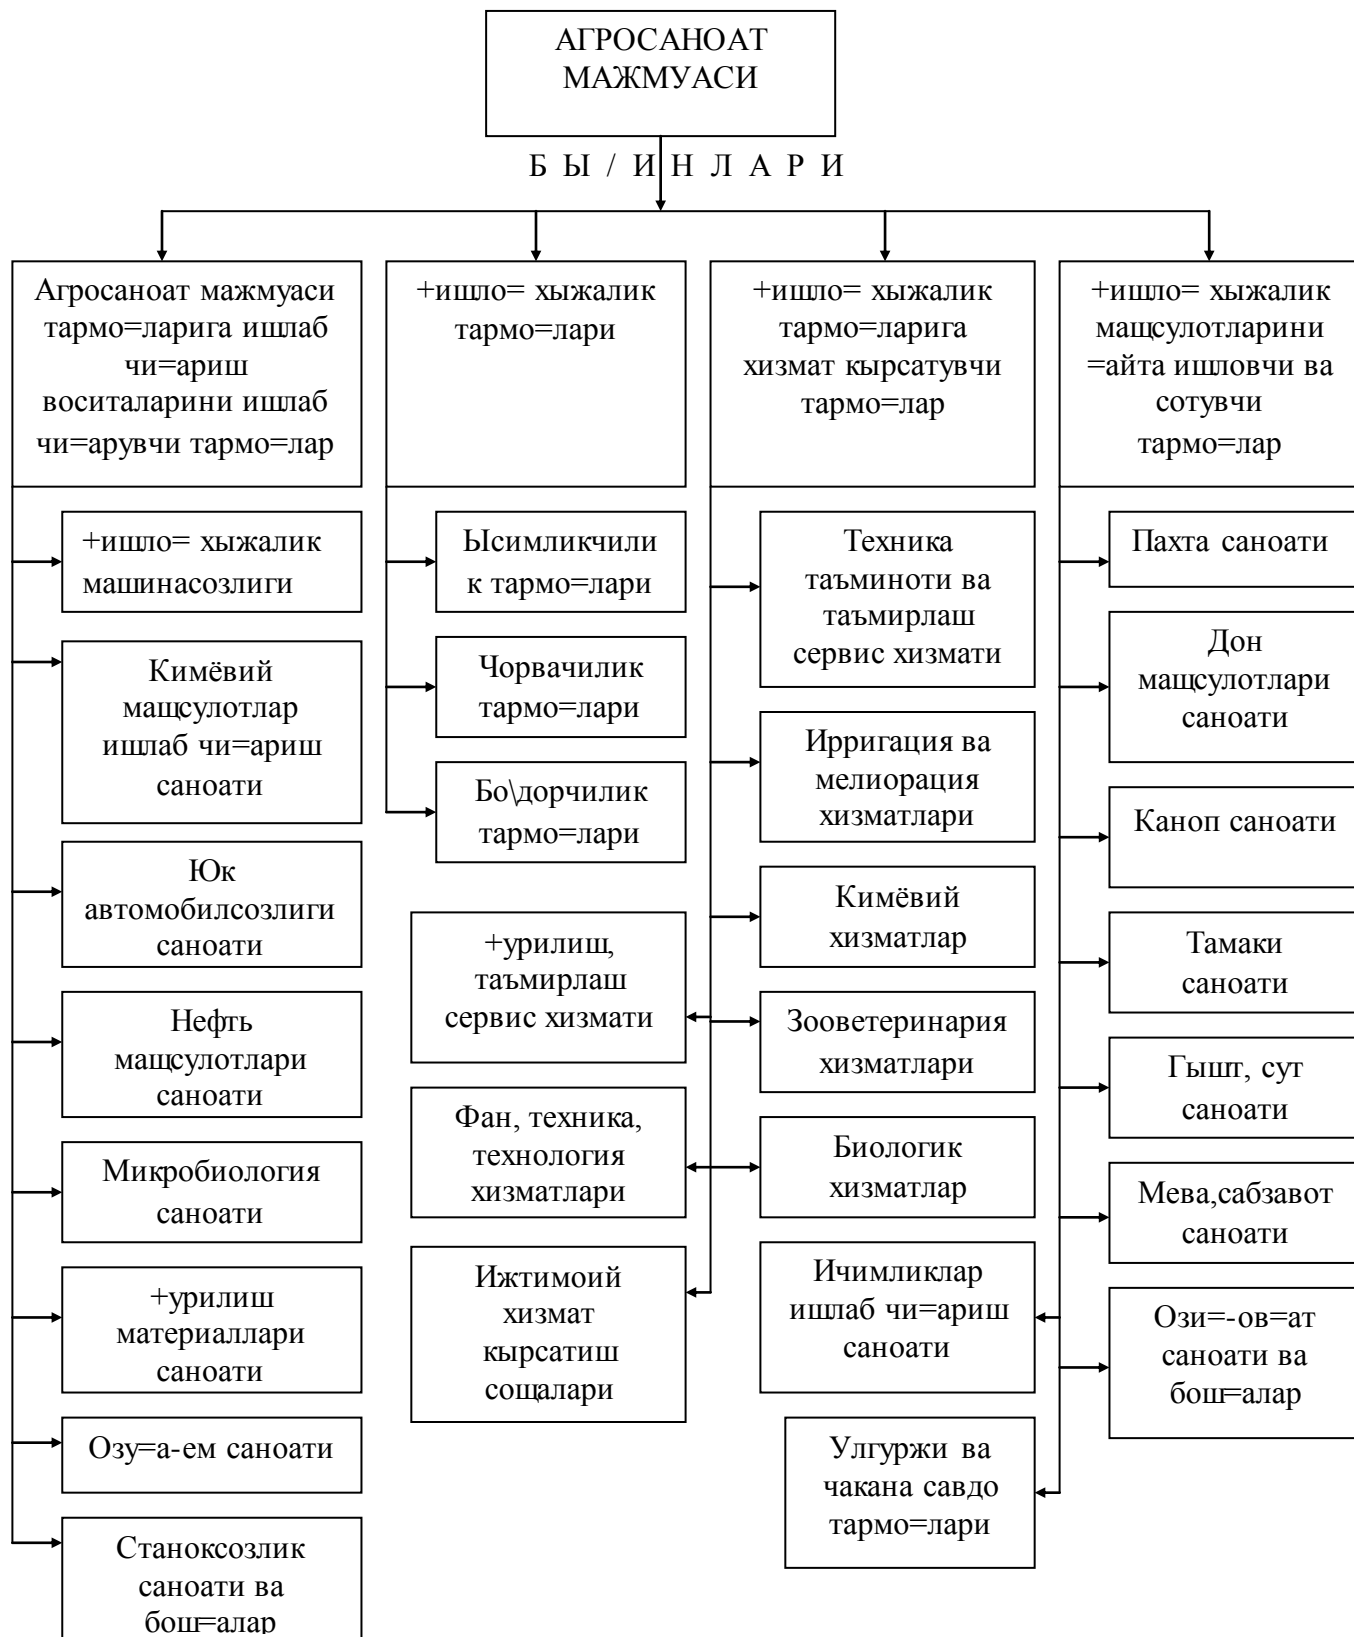 АГРОСАНОАТ
МАЖМУАСИ
Б Ы / И Н Л А Р И
Агросаноат мажмуаси
тармо=ларига ишлаб
чи=ариш
воситаларини ишлаб
чи=арувчи тармо=лар
+ишло= хыжалик
машинасозлиги
Кимёвий
мащсулотлар
ишлаб чи=ариш
саноати
Юк
автомобилсозлиги
саноати
Нефть
мащсулотлари
саноати
Микробиология
саноати
+урилиш
материаллари
саноати
Озу=а-ем саноати
Станоксозлик
саноати ва
бош=алар
+ишло= хыжалик
тармо=лари
Ысимликчили
к тармо=лари
Чорвачилик
тармо=лари
Бо\дорчилик
тармо=лари
+ишло= хыжалик
тармо=ларига
хизмат кырсатувчи
тармо=лар
Техника
таъминоти ва
таъмирлаш
сервис хизмати
Ирригация ва
мелиорация
хизматлари
Кимёвий
хизматлар
Зооветеринария
хизматлари
Биологик
хизматлар
+урилиш,
таъмирлаш
сервис хизмати
Фан, техника,
технология
хизматлари
Ижтимоий
хизмат
кырсатиш
сощалари
+ишло= хыжалик
мащсулотларини
=айта ишловчи ва
сотувчи
тармо=лар
Пахта саноати
Дон
мащсулотлари
саноати
Каноп саноати
Тамаки
саноати
Гышт, сут
саноати
Мева,сабзавот
саноати
Ози=-ов=ат
саноати ва
бош=алар
Ичимликлар
ишлаб чи=ариш
саноати
Улгуржи ва
чакана савдо
тармо=лари